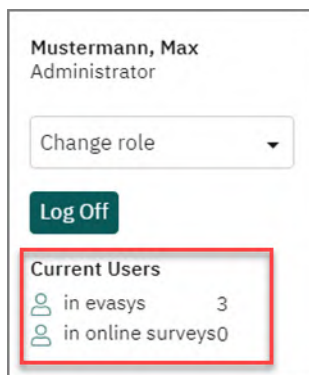 Mustermann, Max
Administrator
Change role
Log Off
Current Users
in evasys 3
in online surveys0